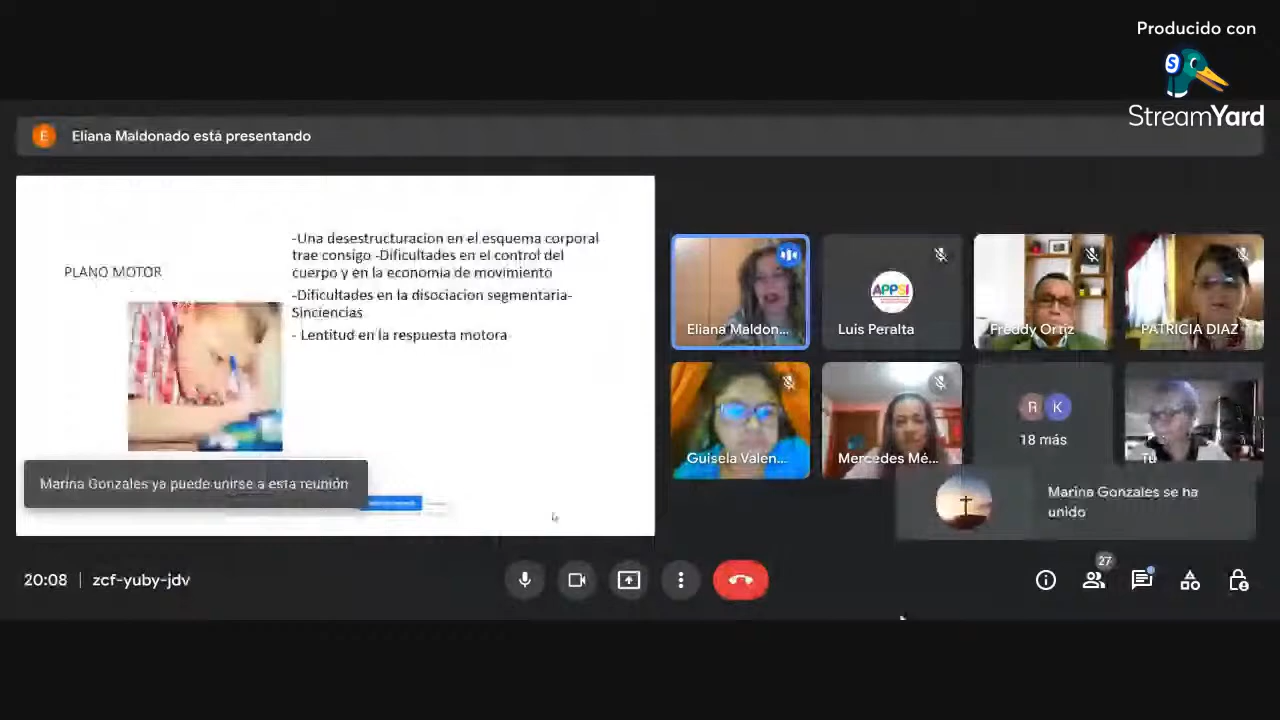 Producido con
StreamYard
E
Eliana Maldonado está presentando
PLANO MOTOR
-Una desestructuracion en el esquema corporal
trae consigo -Dificultades en el control del
cuerpo y en la economia de movimiento
-Dificultades en la disociacion segmentaria-
Sinciencias
- Lentitud en la respuesta motora
Eliana Maldon...
APPSI
Luis Peralta
Freddy Ortiz
PATRICIA DIAZ
Guisela Valen...
Mercedes Mé...
R K
18 más
Tú
Marina Gonzales ya puede unirse a esta reunión
Marina Gonzales se ha
unido
20:08 | zcf-yuby-jdv
27